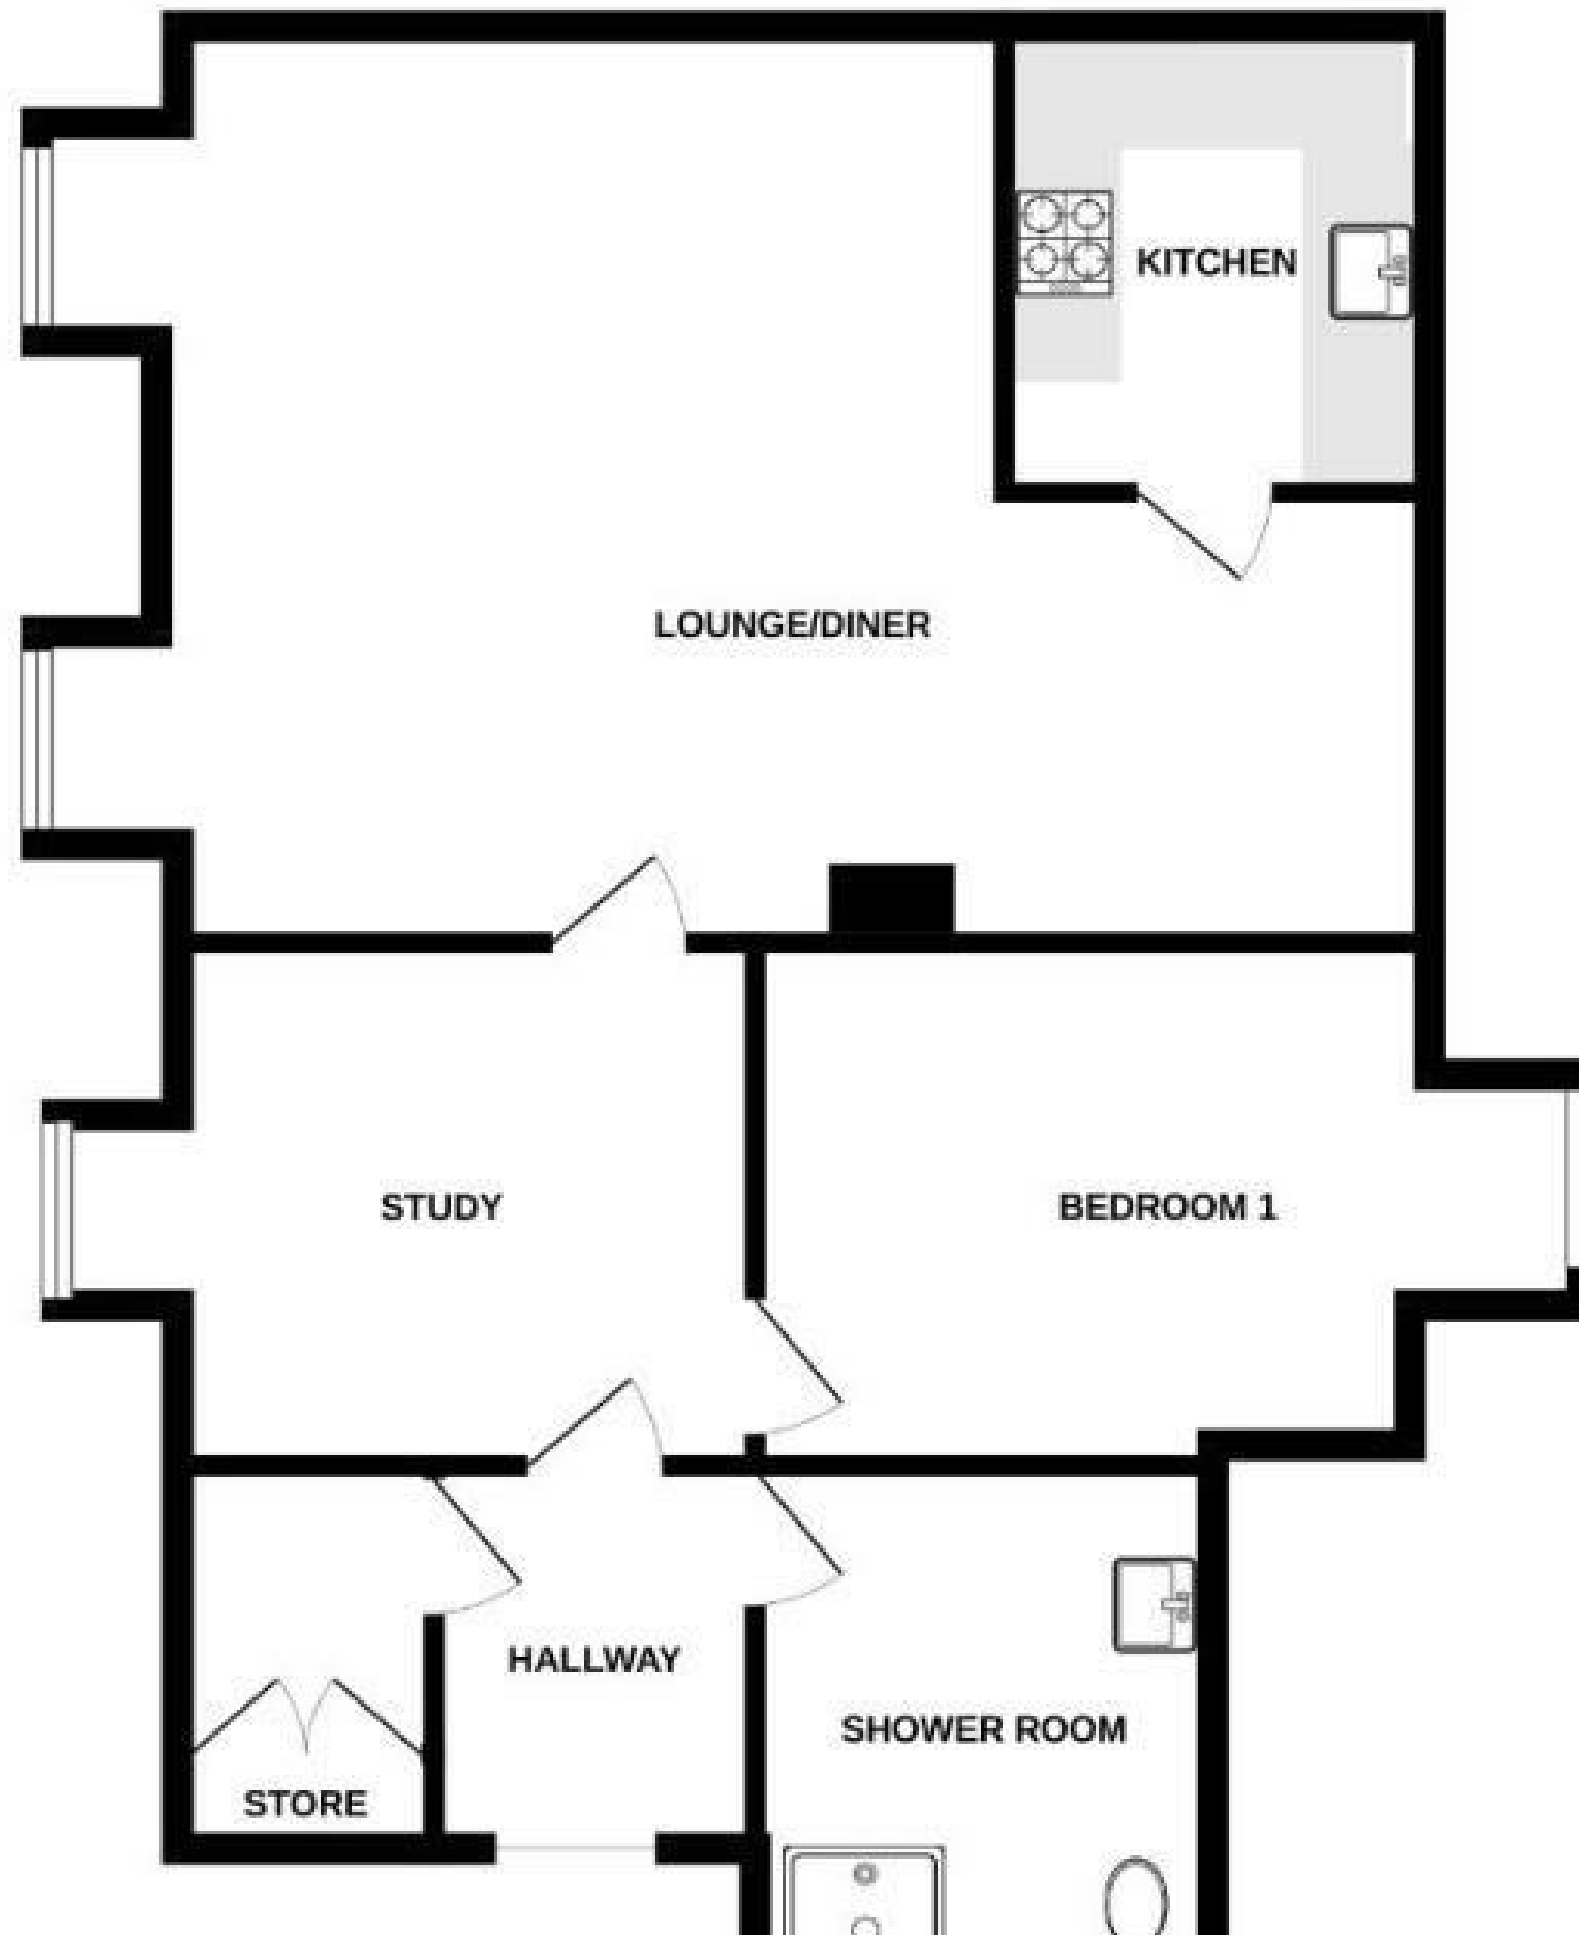 KITCHEN
LOUNGE/DINER
STUDY
BEDROOM 1
HALLWAY
SHOWER ROOM
STORE